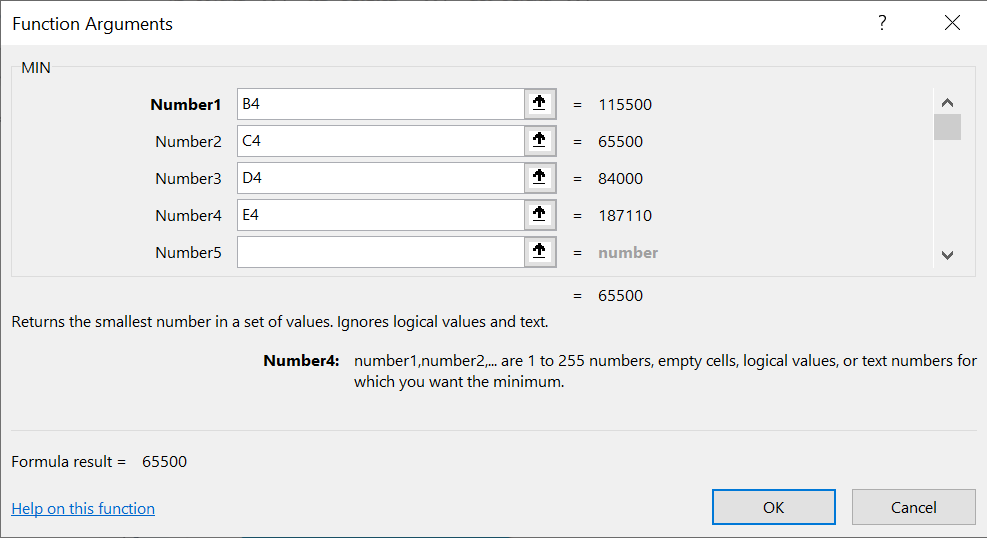 Function Arguments ?
MIN
Number1 B4 = 115500
Number2 C4 = 65500
Number3 D4 = 84000
Number4 E4 = 187110
Number5 = number
= 65500
Returns the smallest number in a set of values. Ignores logical values and text.
Number4: number1,number2,... are 1 to 255 numbers, empty cells, logical values, or text numbers for
which you want the minimum.
Formula result = 65500
Help on this function OK Cancel